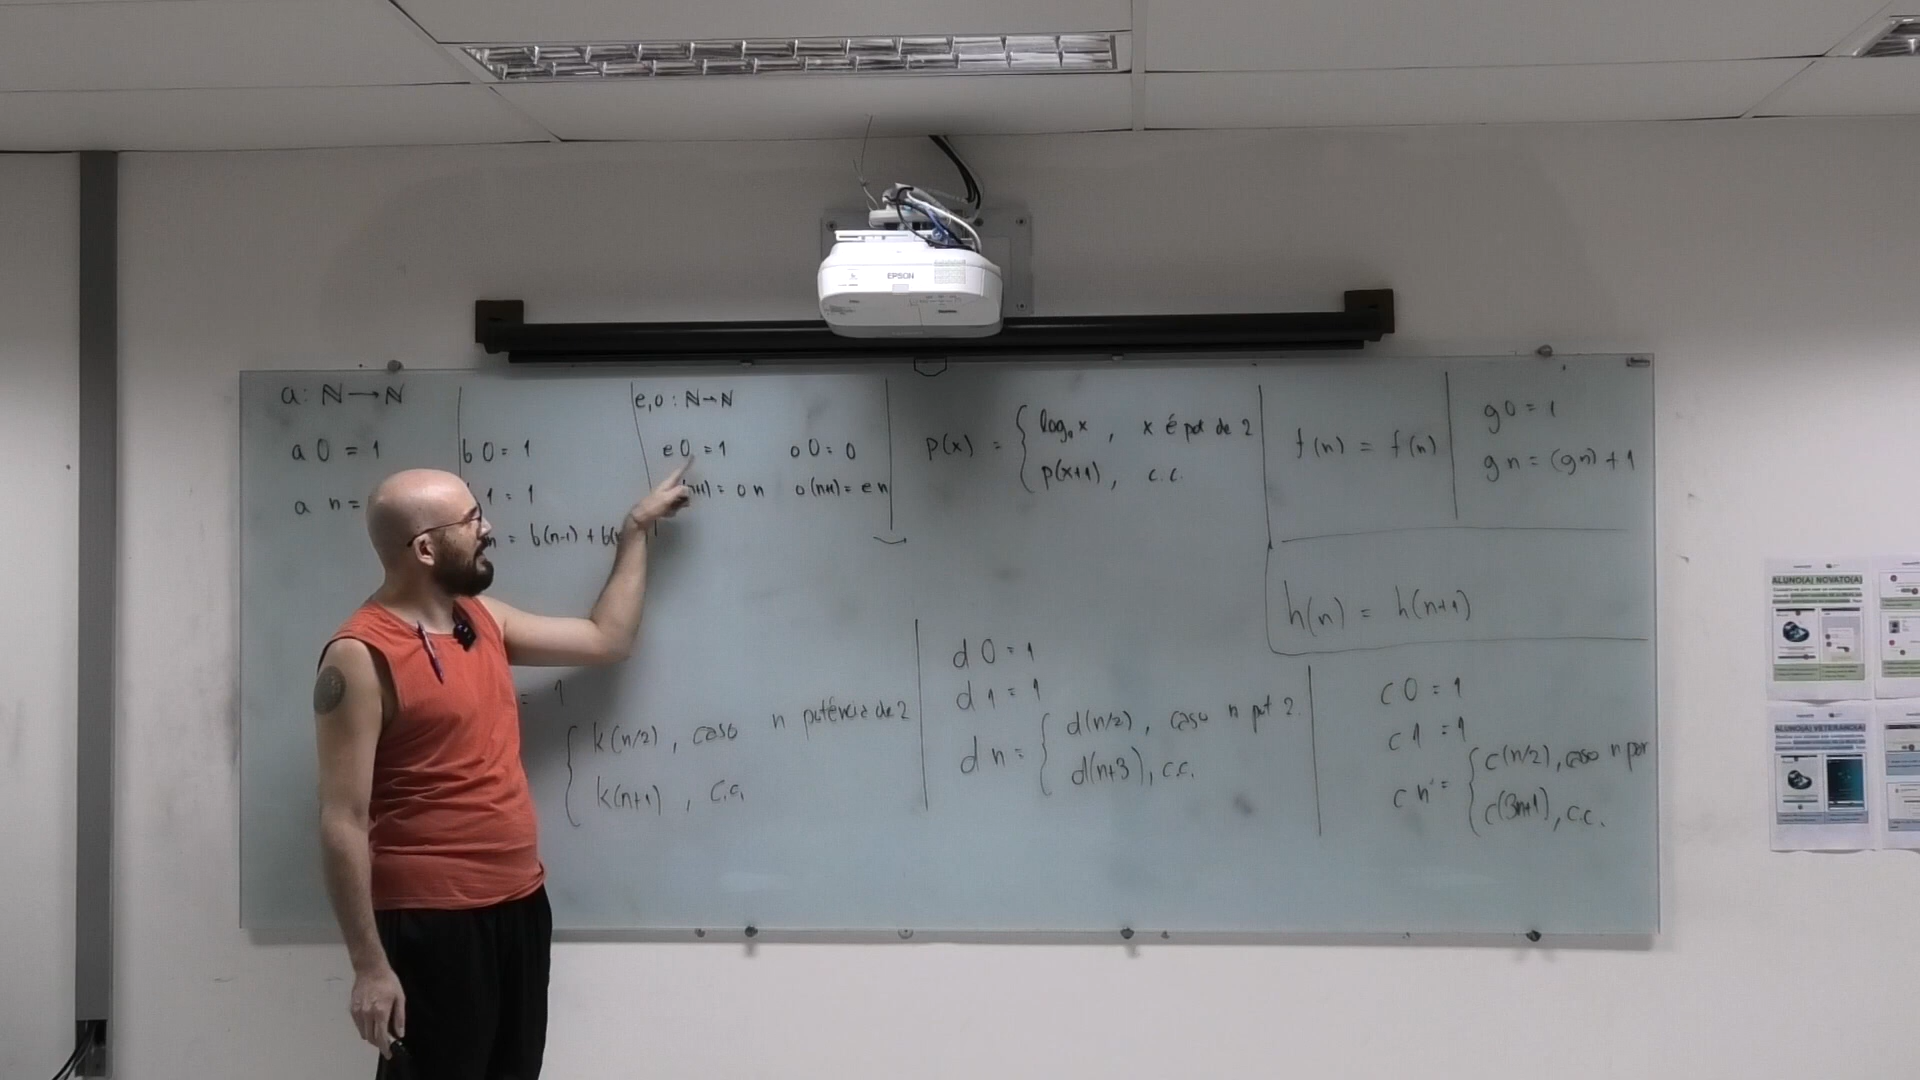 a : ℕ → ℕ
a 0 = 1
a n =
b 0 = 1
1 = 1
n = b(n-1) + b(
e, o : ℕ → ℕ
e 0 = 1
o 0 = 0
n+1) = o n
o (n+1) = e n
p(x) = { log₂ x , x é pot de 2
p(x+1) , c.c.
f(n) = f(n)
g 0 = 1
g n = (g n) + 1
h(n) = h(n+1)
= 1
{ k(n/2) , caso n potência de 2
k(n+1) , c.c.
d 0 = 1
d 1 = 1
d n = { d(n/2) , caso n pot 2.
d(n+3), c.c.
c 0 = 1
c 1 = 1
c n = { c(n/2), caso n par
c(3n+1), c.c.
EPSON
ALUNO(A) NOVATO(A)
ALUNO(A) VETERANO(A)